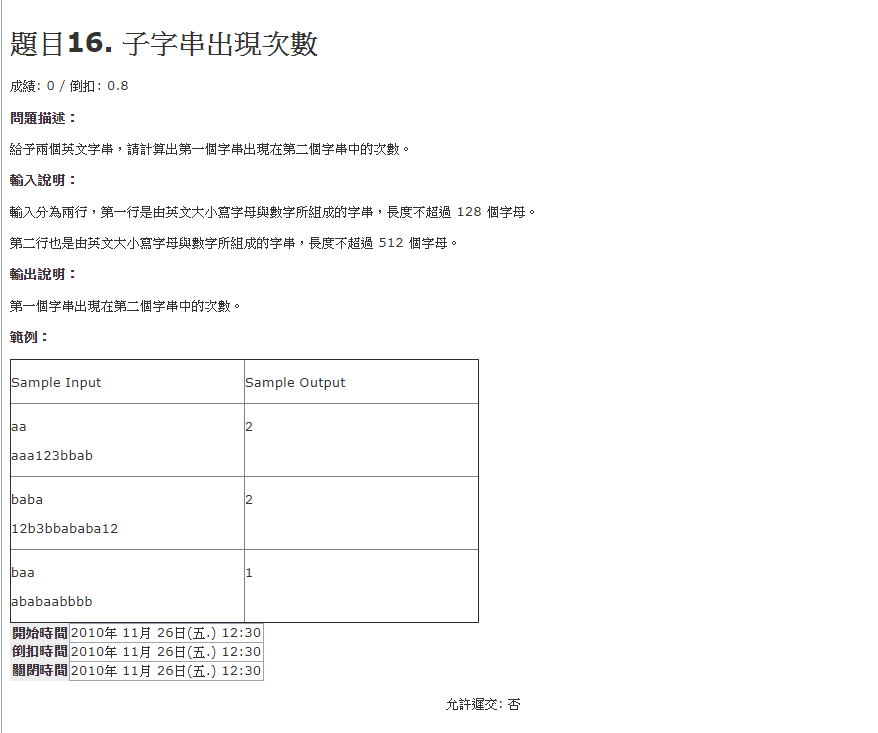 題目16. 子字串出現次數
成績: 0 / 倒扣: 0.8
問題描述：
給予兩個英文字串，請計算出第一個字串出現在第二個字串中的次數。
輸入說明：
輸入分為兩行，第一行是由英文大小寫字母與數字所組成的字串，長度不超過 128 個字母。
第二行也是由英文大小寫字母與數字所組成的字串，長度不超過 512 個字母。
輸出說明：
第一個字串出現在第二個字串中的次數。
範例：
Sample Input
Sample Output
aa
2
aaa123bbab
baba
2
12b3bbababa12
baa
1
ababaabbbb
開始時間 2010年 11月 26日(五.) 12:30
倒扣時間 2010年 11月 26日(五.) 12:30
關閉時間 2010年 11月 26日(五.) 12:30
允許遲交: 否